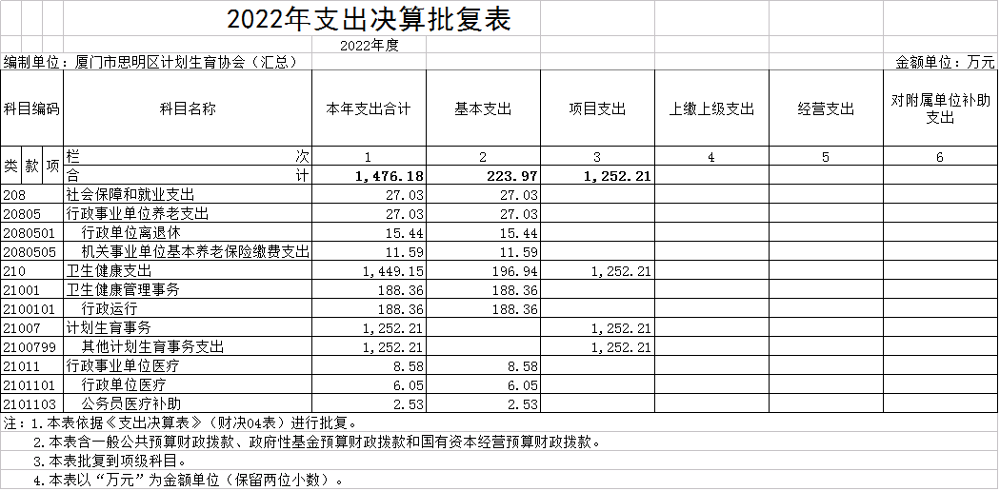 2022年支出决算批复表
2022年度
编制单位：厦门市思明区计划生育协会（汇总） 金额单位：万元
科目编码 科目名称 本年支出合计 基本支出 项目支出 上缴上级支出 经营支出 对附属单位补助支出
类 款 项 栏 次 1 2 3 4 5 6
合 计 1,476.18 223.97 1,252.21
208 社会保障和就业支出 27.03 27.03
20805 行政事业单位养老支出 27.03 27.03
2080501 行政单位离退休 15.44 15.44
2080505 机关事业单位基本养老保险缴费支出 11.59 11.59
210 卫生健康支出 1,449.15 196.94 1,252.21
21001 卫生健康管理事务 188.36 188.36
2100101 行政运行 188.36 188.36
21007 计划生育事务 1,252.21 1,252.21
2100799 其他计划生育事务支出 1,252.21 1,252.21
21011 行政事业单位医疗 8.58 8.58
2101101 行政单位医疗 6.05 6.05
2101103 公务员医疗补助 2.53 2.53
注：1.本表依据《支出决算表》（财决04表）进行批复。
2.本表含一般公共预算财政拨款、政府性基金预算财政拨款和国有资本经营预算财政拨款。
3.本表批复到项级科目。
4.本表以“万元”为金额单位（保留两位小数）。